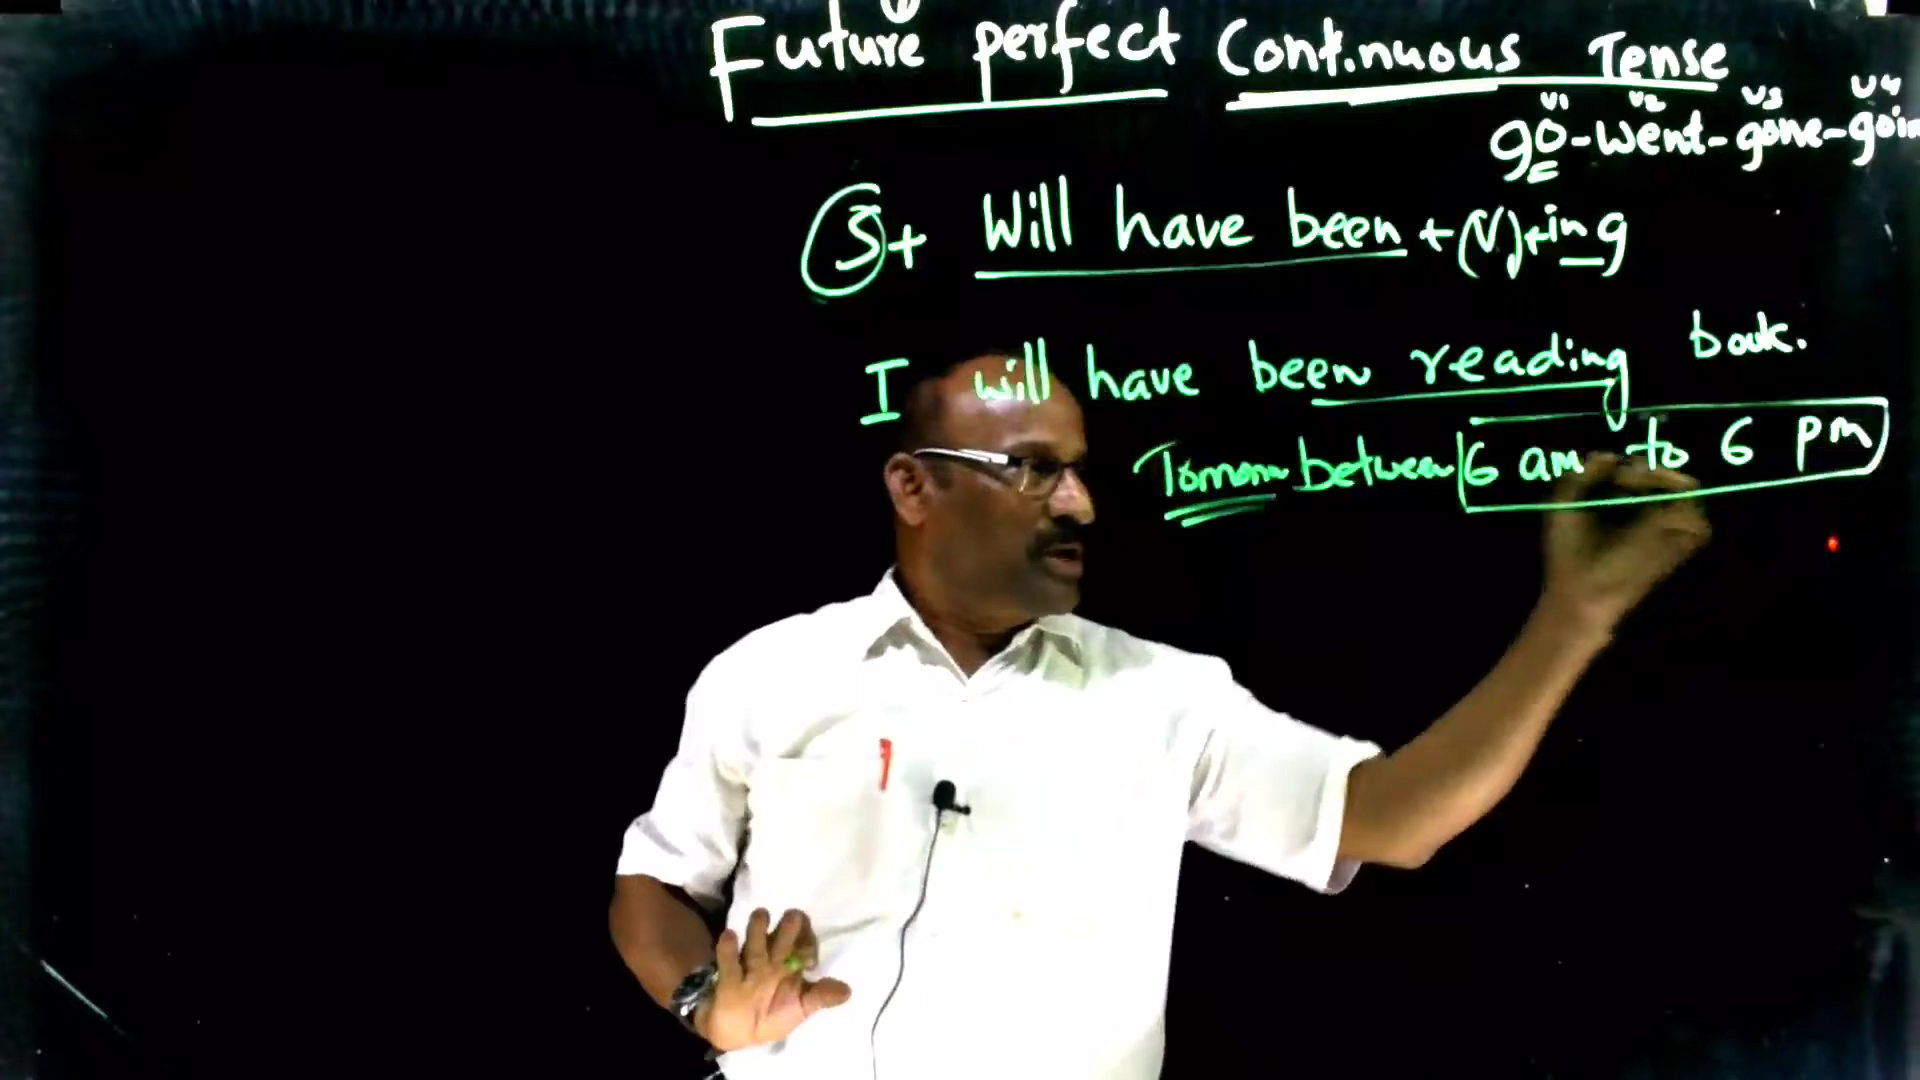 Future perfect Continuous Tense
V1 V2 V3 V4
go-went-gone-goin
S+ Will have been +(V)+ing
I will have been reading book.
Tomorrow between 6 am to 6 pm